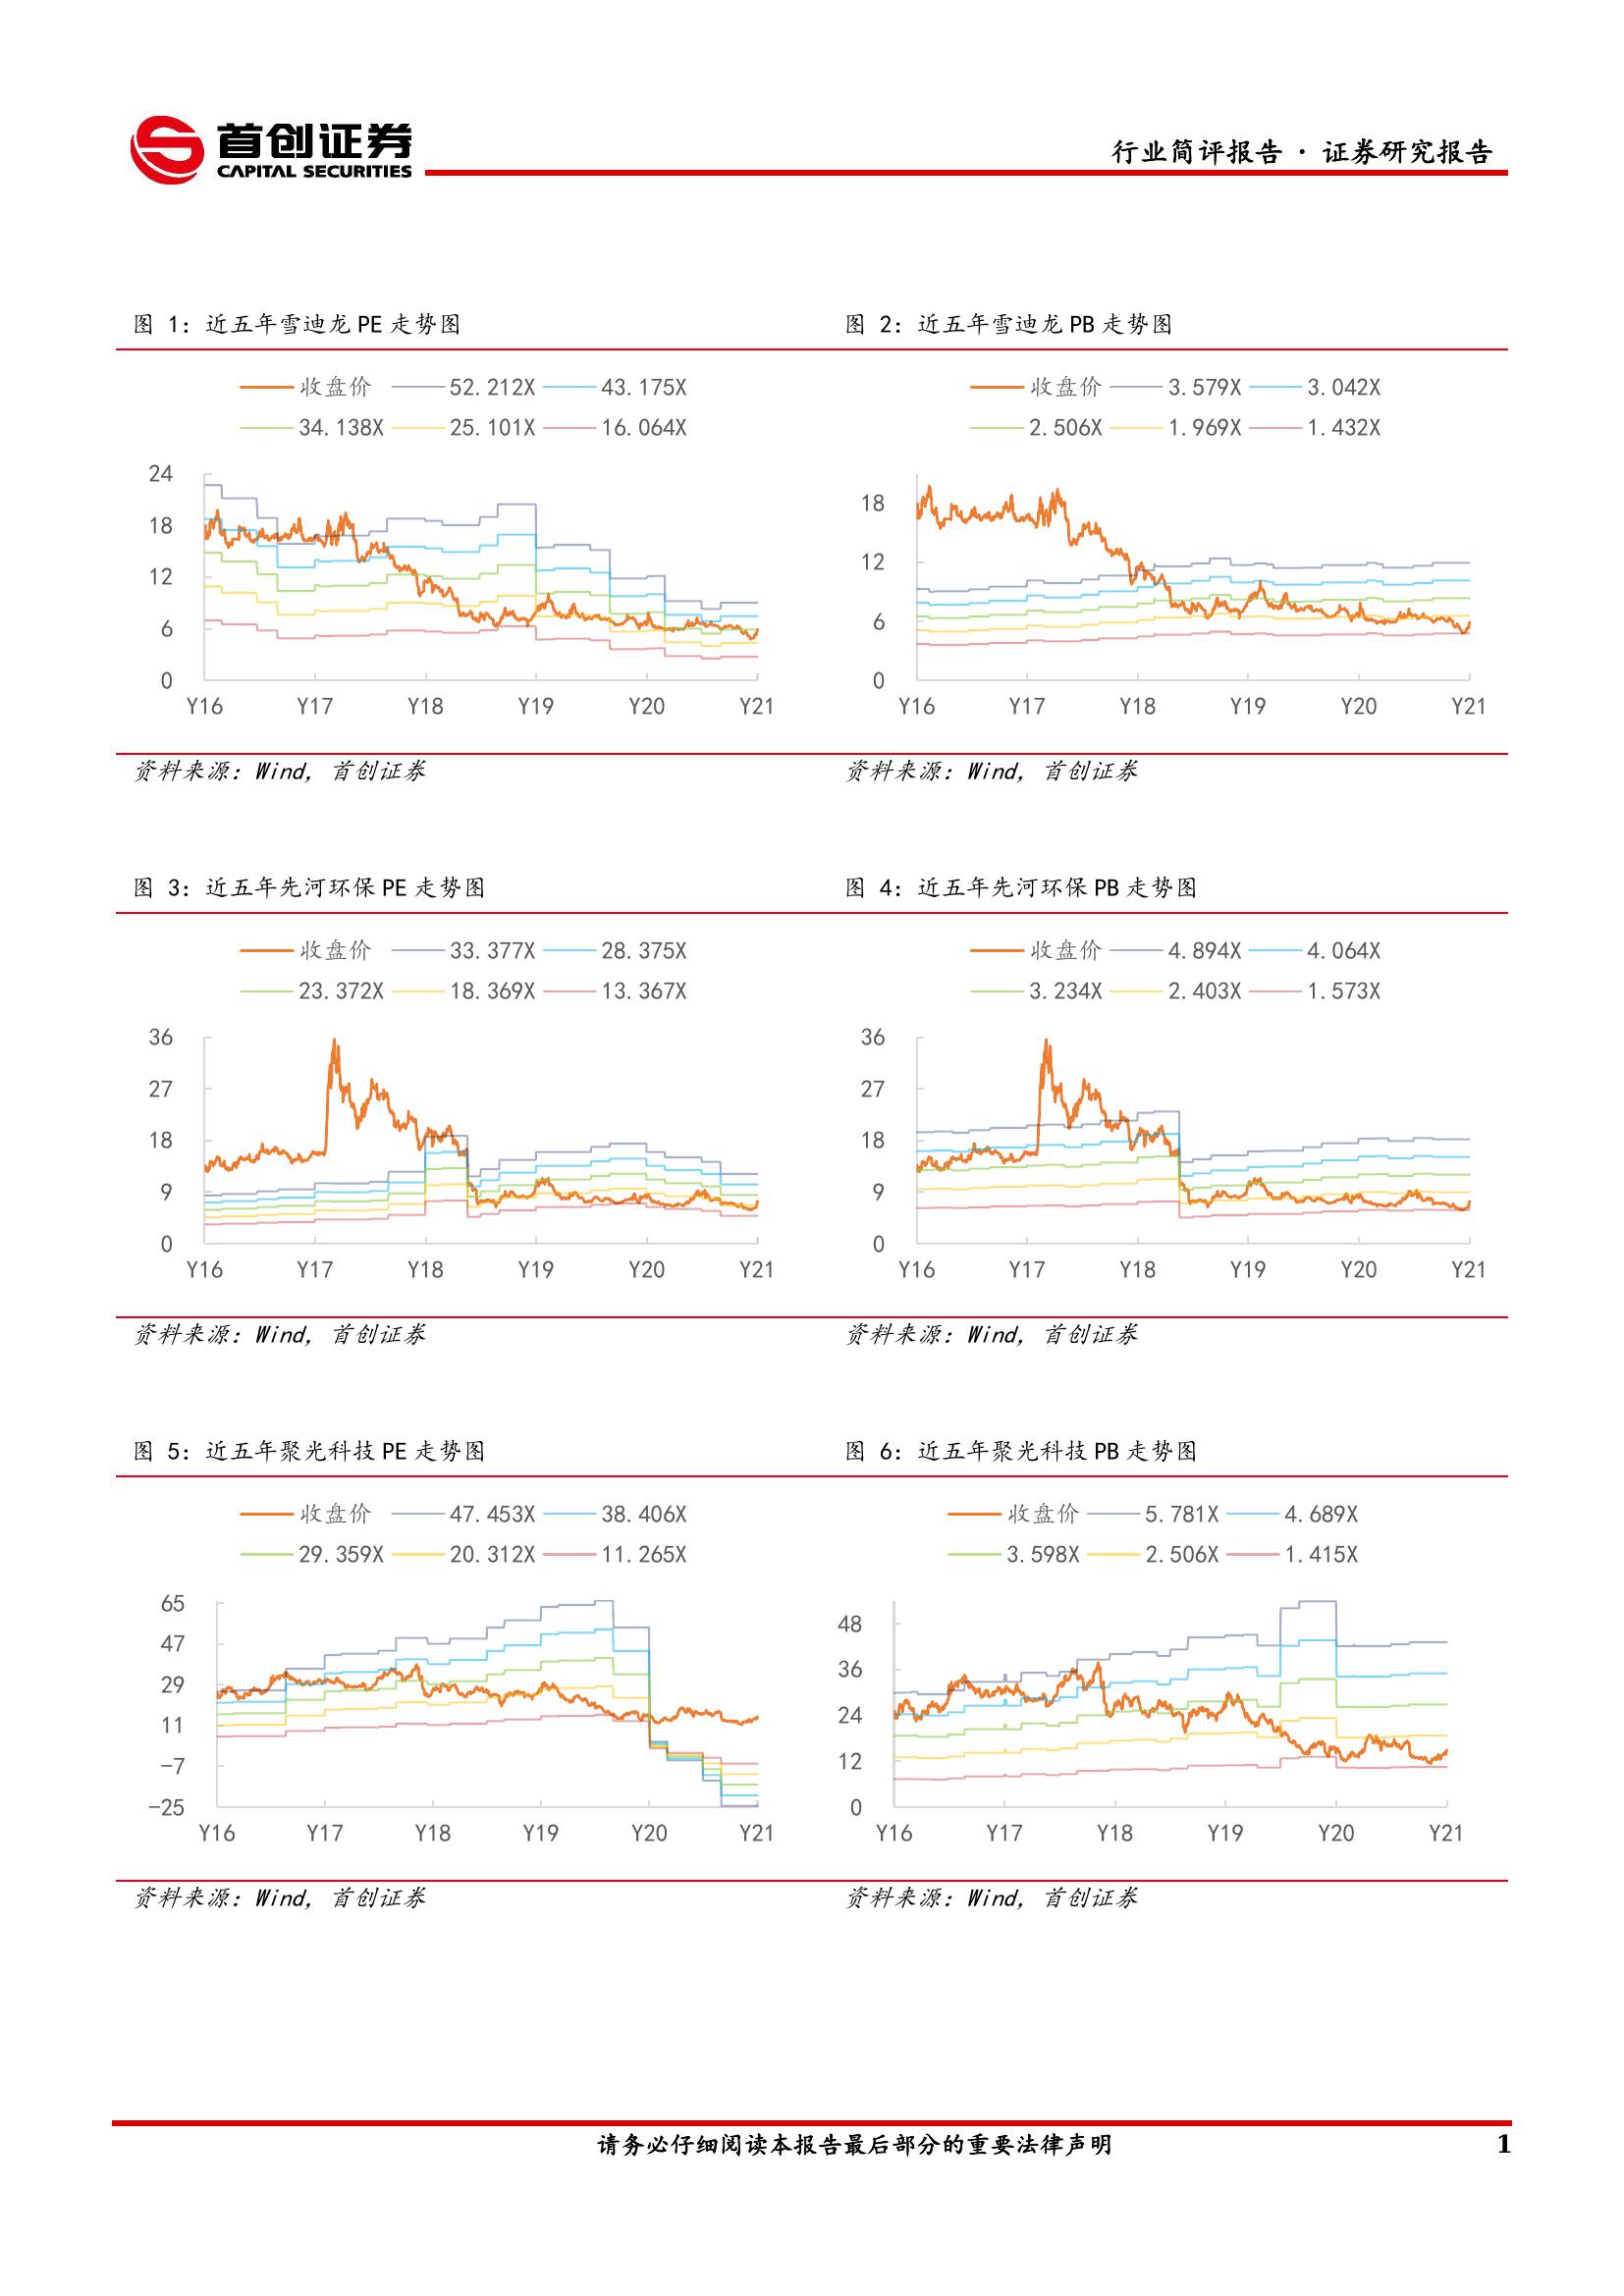 首创证券
CAPITAL SECURITIES
行业简评报告 · 证券研究报告
图 1: 近五年雪迪龙 PE 走势图
收盘价 52.212X 43.175X
34.138X 25.101X 16.064X
24
18
12
6
0
Y16 Y17 Y18 Y19 Y20 Y21
资料来源: Wind, 首创证券
图 2: 近五年雪迪龙 PB 走势图
收盘价 3.579X 3.042X
2.506X 1.969X 1.432X
18
12
6
0
Y16 Y17 Y18 Y19 Y20 Y21
资料来源: Wind, 首创证券
图 3: 近五年先河环保 PE 走势图
收盘价 33.377X 28.375X
23.372X 18.369X 13.367X
36
27
18
9
0
Y16 Y17 Y18 Y19 Y20 Y21
资料来源: Wind, 首创证券
图 4: 近五年先河环保 PB 走势图
收盘价 4.894X 4.064X
3.234X 2.403X 1.573X
36
27
18
9
0
Y16 Y17 Y18 Y19 Y20 Y21
资料来源: Wind, 首创证券
图 5: 近五年聚光科技 PE 走势图
收盘价 47.453X 38.406X
29.359X 20.312X 11.265X
65
47
29
11
-7
-25
Y16 Y17 Y18 Y19 Y20 Y21
资料来源: Wind, 首创证券
图 6: 近五年聚光科技 PB 走势图
收盘价 5.781X 4.689X
3.598X 2.506X 1.415X
48
36
24
12
0
Y16 Y17 Y18 Y19 Y20 Y21
资料来源: Wind, 首创证券
请务必仔细阅读本报告最后部分的重要法律声明
1